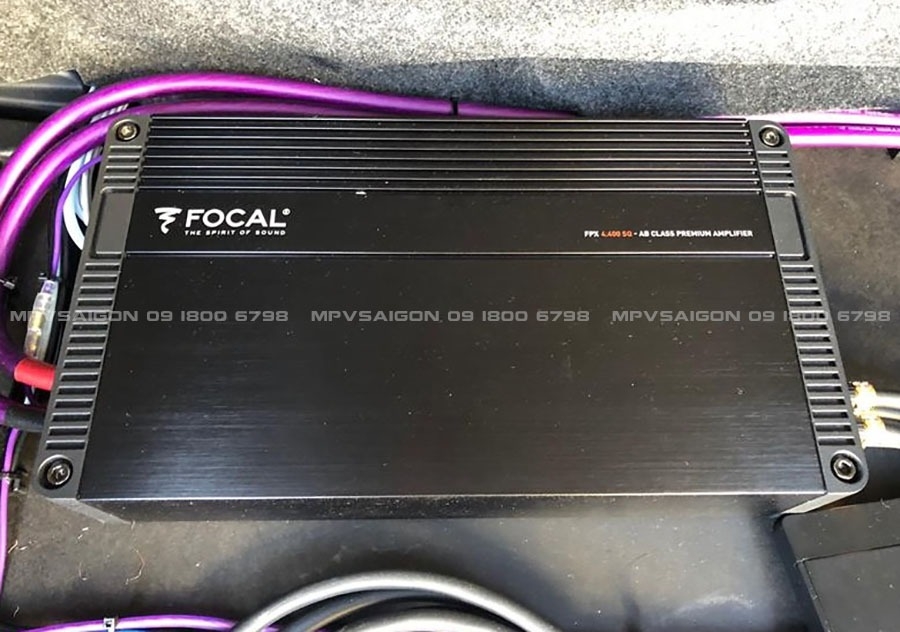 FOCAL®
THE SPIRIT OF SOUND
FPX 4.400 SQ - AB CLASS PREMIUM AMPLIFIER
MPVSAIGON 09 1800 6798 MPVSAIGON 09 1800 6798 MPVSAIGON 09 1800 6798